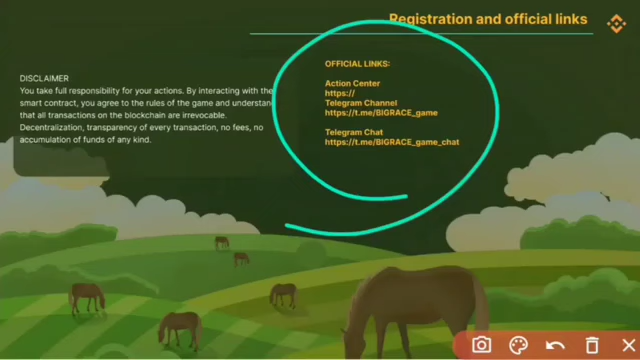 Registration and official links
DISCLAIMER
You take full responsibility for your actions. By interacting with the
smart contract, you agree to the rules of the game and understand
that all transactions on the blockchain are irrevocable.
Decentralization, transparency of every transaction, no fees, no
accumulation of funds of any kind.
OFFICIAL LINKS:
Action Center
https://
Telegram Channel
https://t.me/BIGRACE_game
Telegram Chat
https://t.me/BIGRACE_game_chat